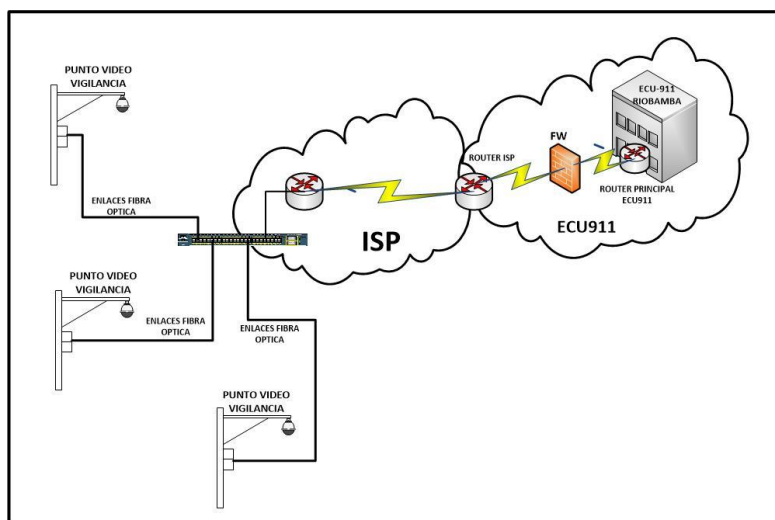 PUNTO VIDEO
VIGILANCIA
ENLACES FIBRA
OPTICA
PUNTO VIDEO
VIGILANCIA
ENLACES FIBRA
OPTICA
ENLACES FIBRA
OPTICA
PUNTO VIDEO
VIGILANCIA
ISP
ROUTER ISP
FW
ECU-911
RIOBAMBA
ROUTER PRINCIPAL
ECU911
ECU911